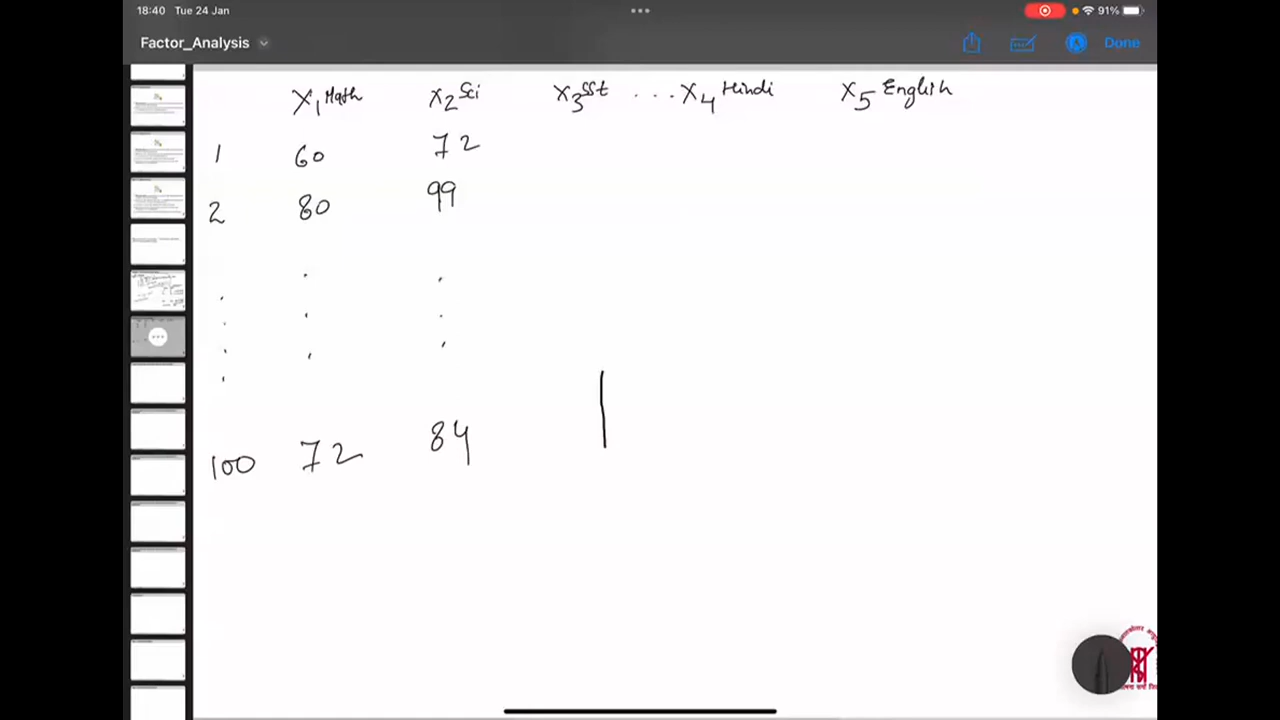 18:40 Tue 24 Jan 91%
Factor_Analysis Done
X1 Math X2 Sci X3 SSt ... X4 Hindi X5 English
1 60 72
2 80 99
100 72 84